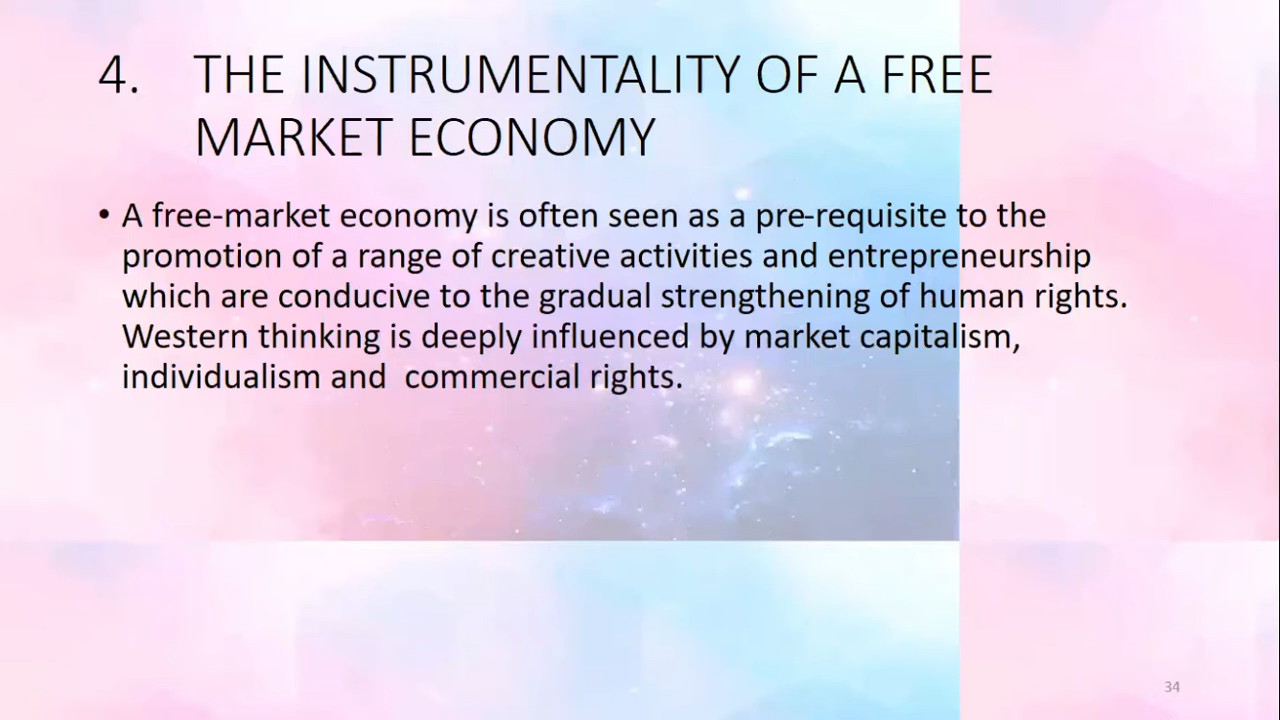 4. THE INSTRUMENTALITY OF A FREE
MARKET ECONOMY
• A free-market economy is often seen as a pre-requisite to the
promotion of a range of creative activities and entrepreneurship
which are conducive to the gradual strengthening of human rights.
Western thinking is deeply influenced by market capitalism,
individualism and  commercial rights.
34